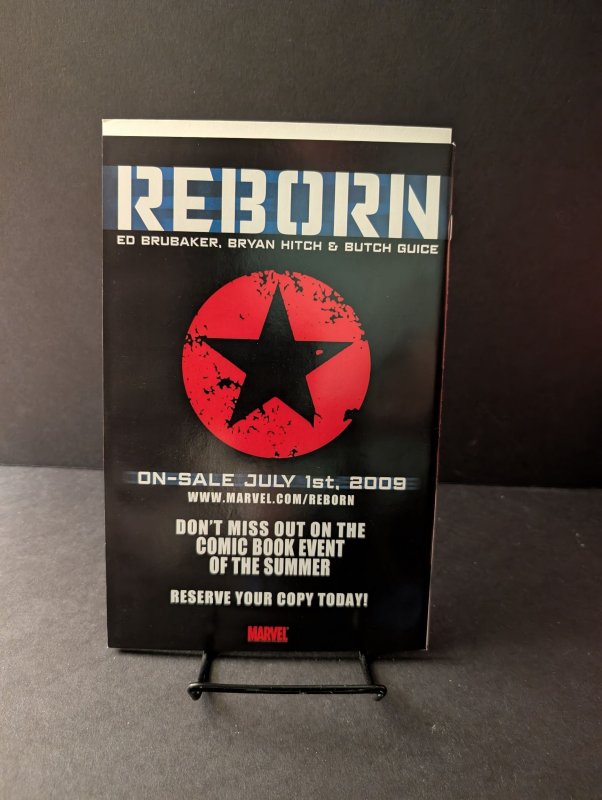 REBORN
ED BRUBAKER, BRYAN HITCH & BUTCH GUICE
ON-SALE JULY 1st, 2009
WWW.MARVEL.COM/REBORN
DON'T MISS OUT ON THE
COMIC BOOK EVENT
OF THE SUMMER
RESERVE YOUR COPY TODAY!
MARVEL